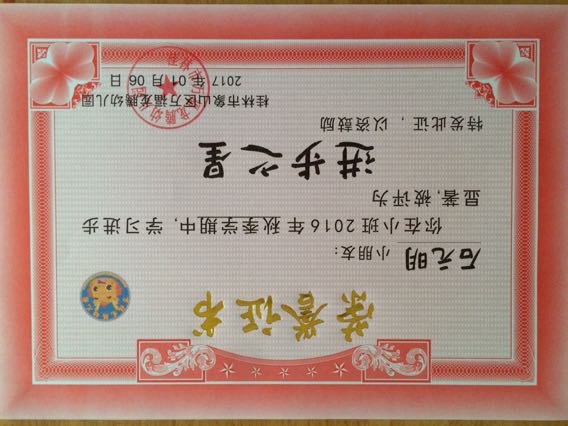 荣誉证书
石元明 小朋友:
你在小班2016年秋季学期中,学习进步
显著,被评为
进步之星
特发此证,以资鼓励
桂林市象山区万福龙腾幼儿园
2017年01月06日